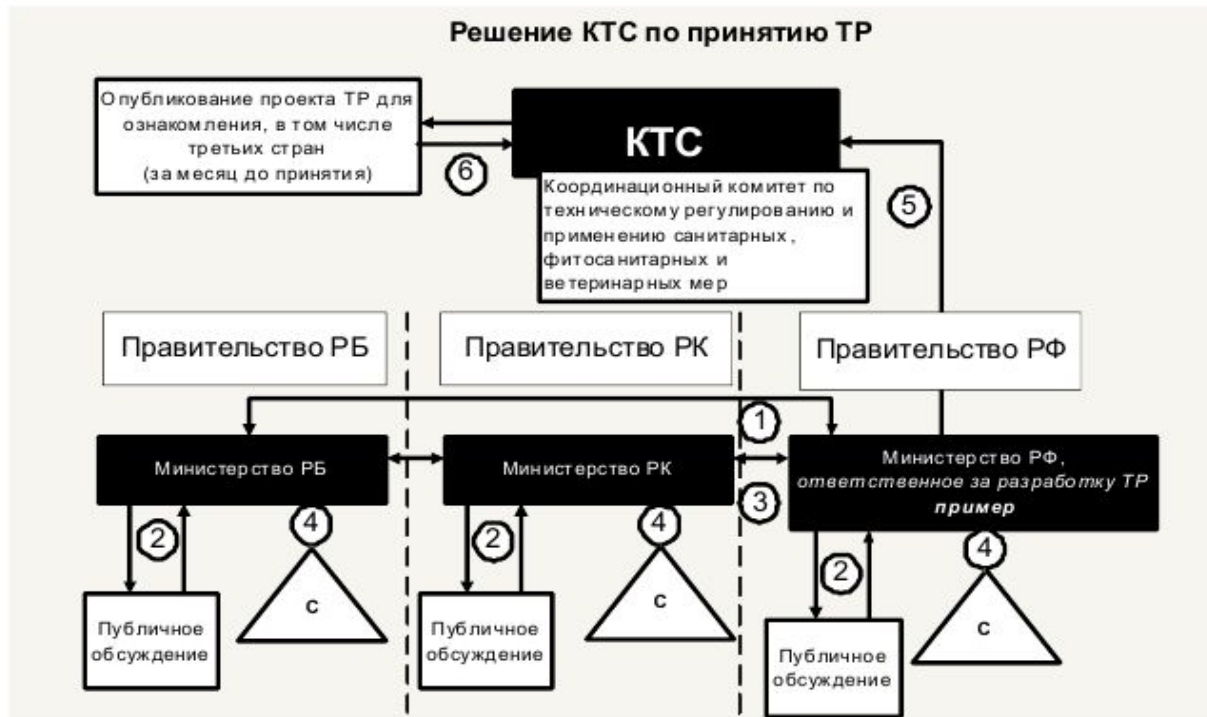 Решение КТС по принятию ТР
Опубликование проекта ТР для
ознакомления, в том числе
третьих стран
(за месяц до принятия)
6
КТС
Координационный комитет по
техническому регулированию и
применению санитарных,
фитосанитарных и
ветеринарных мер
5
Правительство РБ
Правительство РК
Правительство РФ
1
Министерство РБ
Министерство РК
Министерство РФ,
ответственное за разработку ТР
пример
3
2
4
2
4
2
4
С
С
С
Публичное
обсуждение
Публичное
обсуждение
Публичное
обсуждение